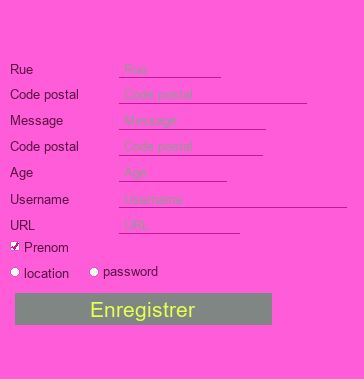 Rue Rue
Code postal Code postal
Message Message
Code postal Code postal
Age Age
Username Username
URL URL
Prenom
location password
Enregistrer